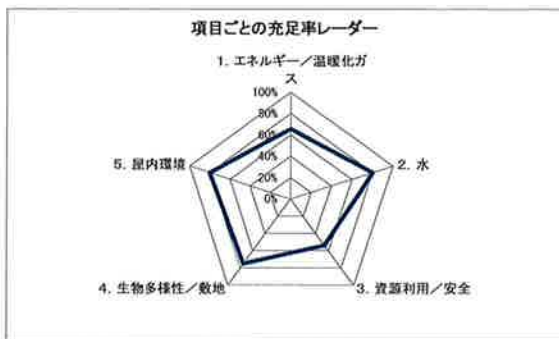 項目ごとの充足率レーダー
1. エネルギー／温暖化ガ
ス
100%
80%
60%
40%
20%
0%
5. 屋内環境
2. 水
4. 生物多様性／敷地
3. 資源利用／安全